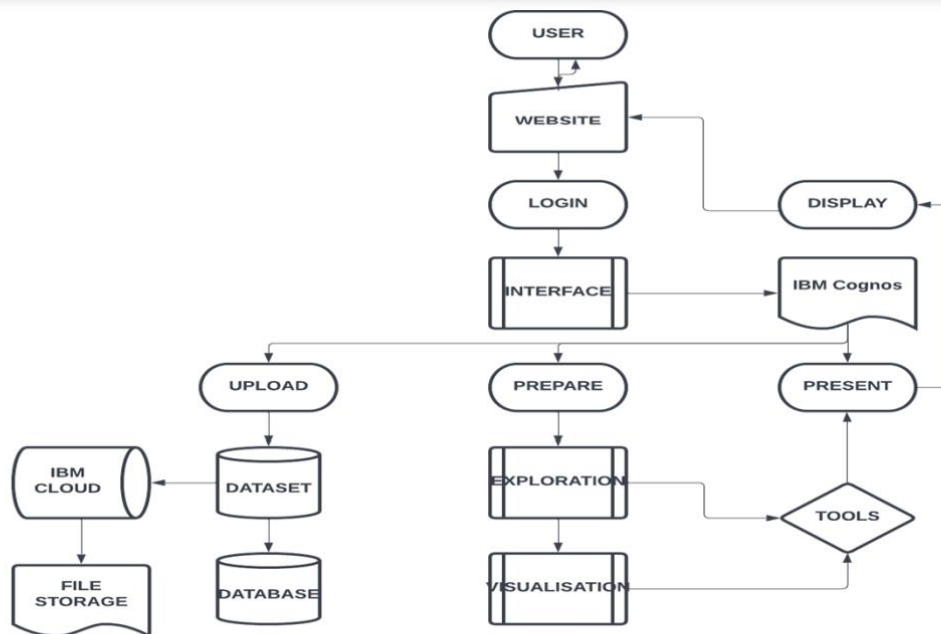 USER
WEBSITE
LOGIN
DISPLAY
INTERFACE
IBM Cognos
UPLOAD
PREPARE
PRESENT
IBM
CLOUD
DATASET
EXPLORATION
TOOLS
FILE
STORAGE
DATABASE
VISUALISATION